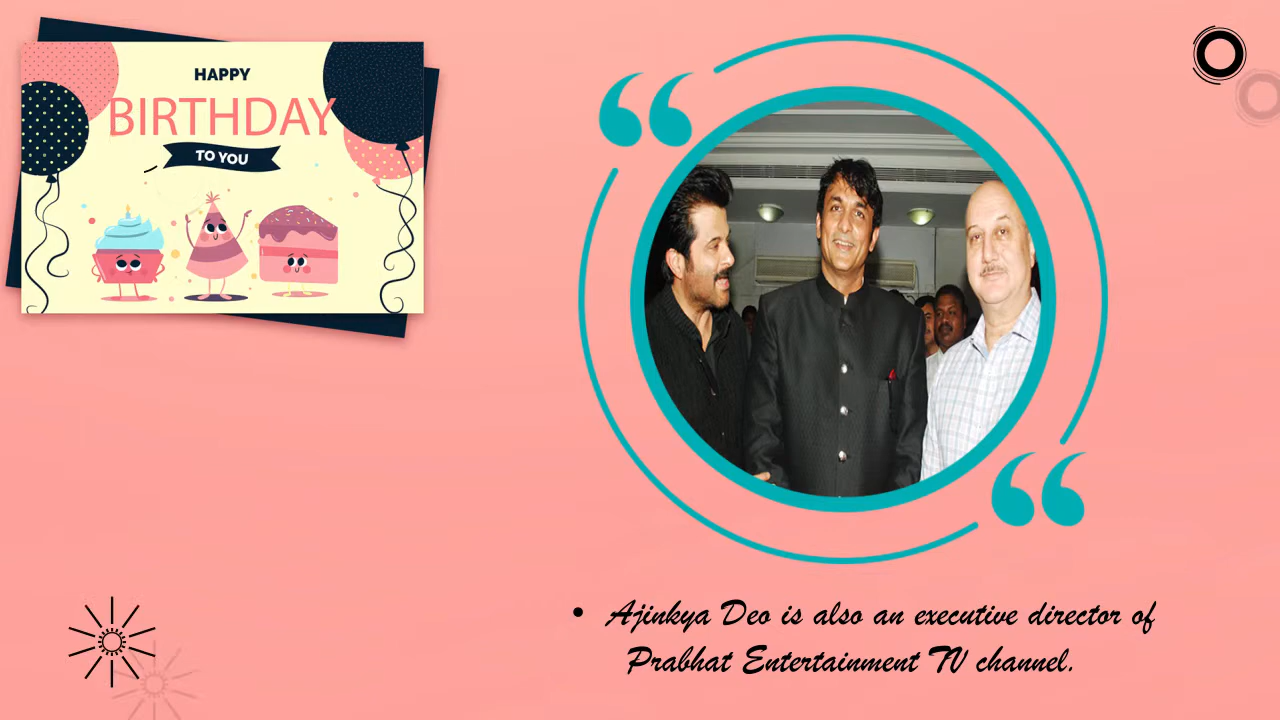 HAPPY
BIRTHDAY
TO YOU
• Ajinkya Deo is also an executive director of
Prabhat Entertainment TV channel.